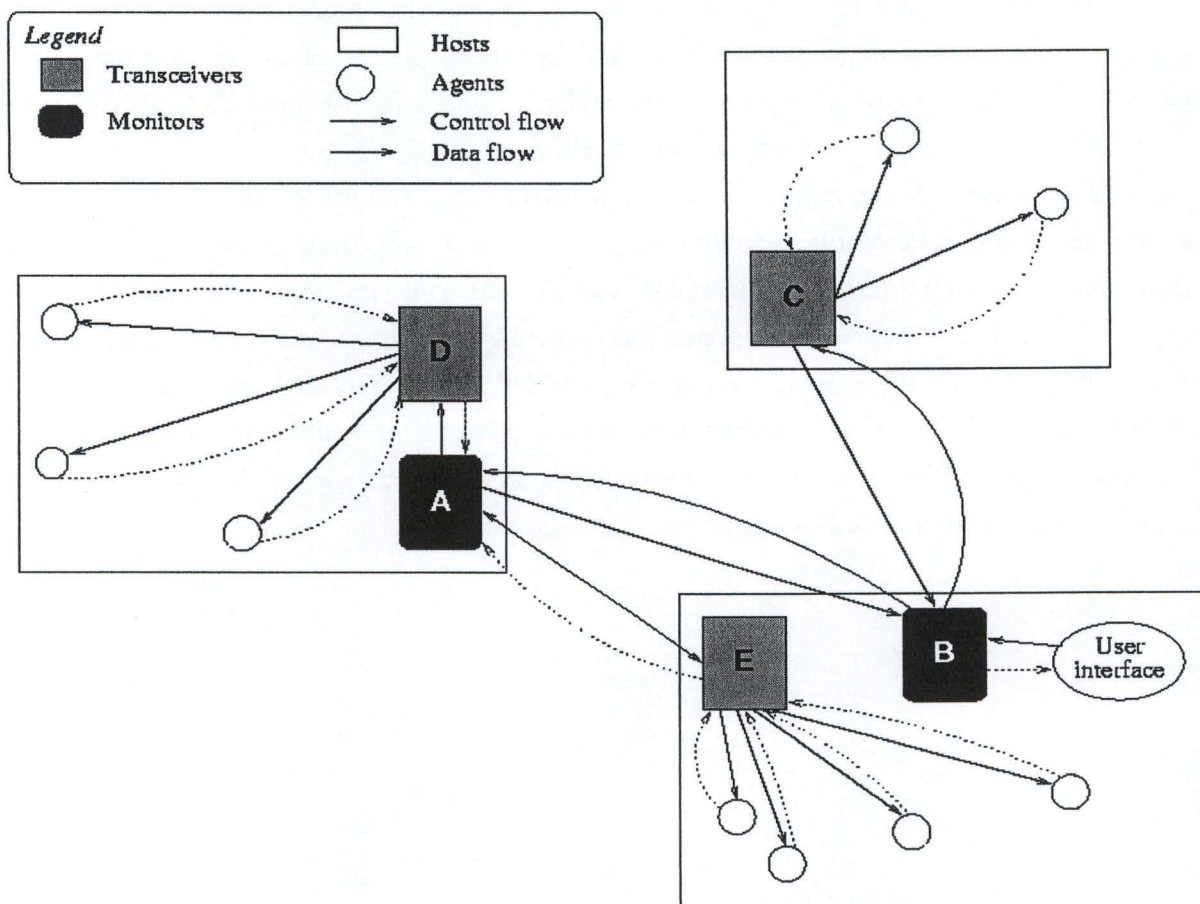 Legend
Transceivers
Monitors
Hosts
Agents
Control flow
Data flow
C
D
A
E
B
User
interface